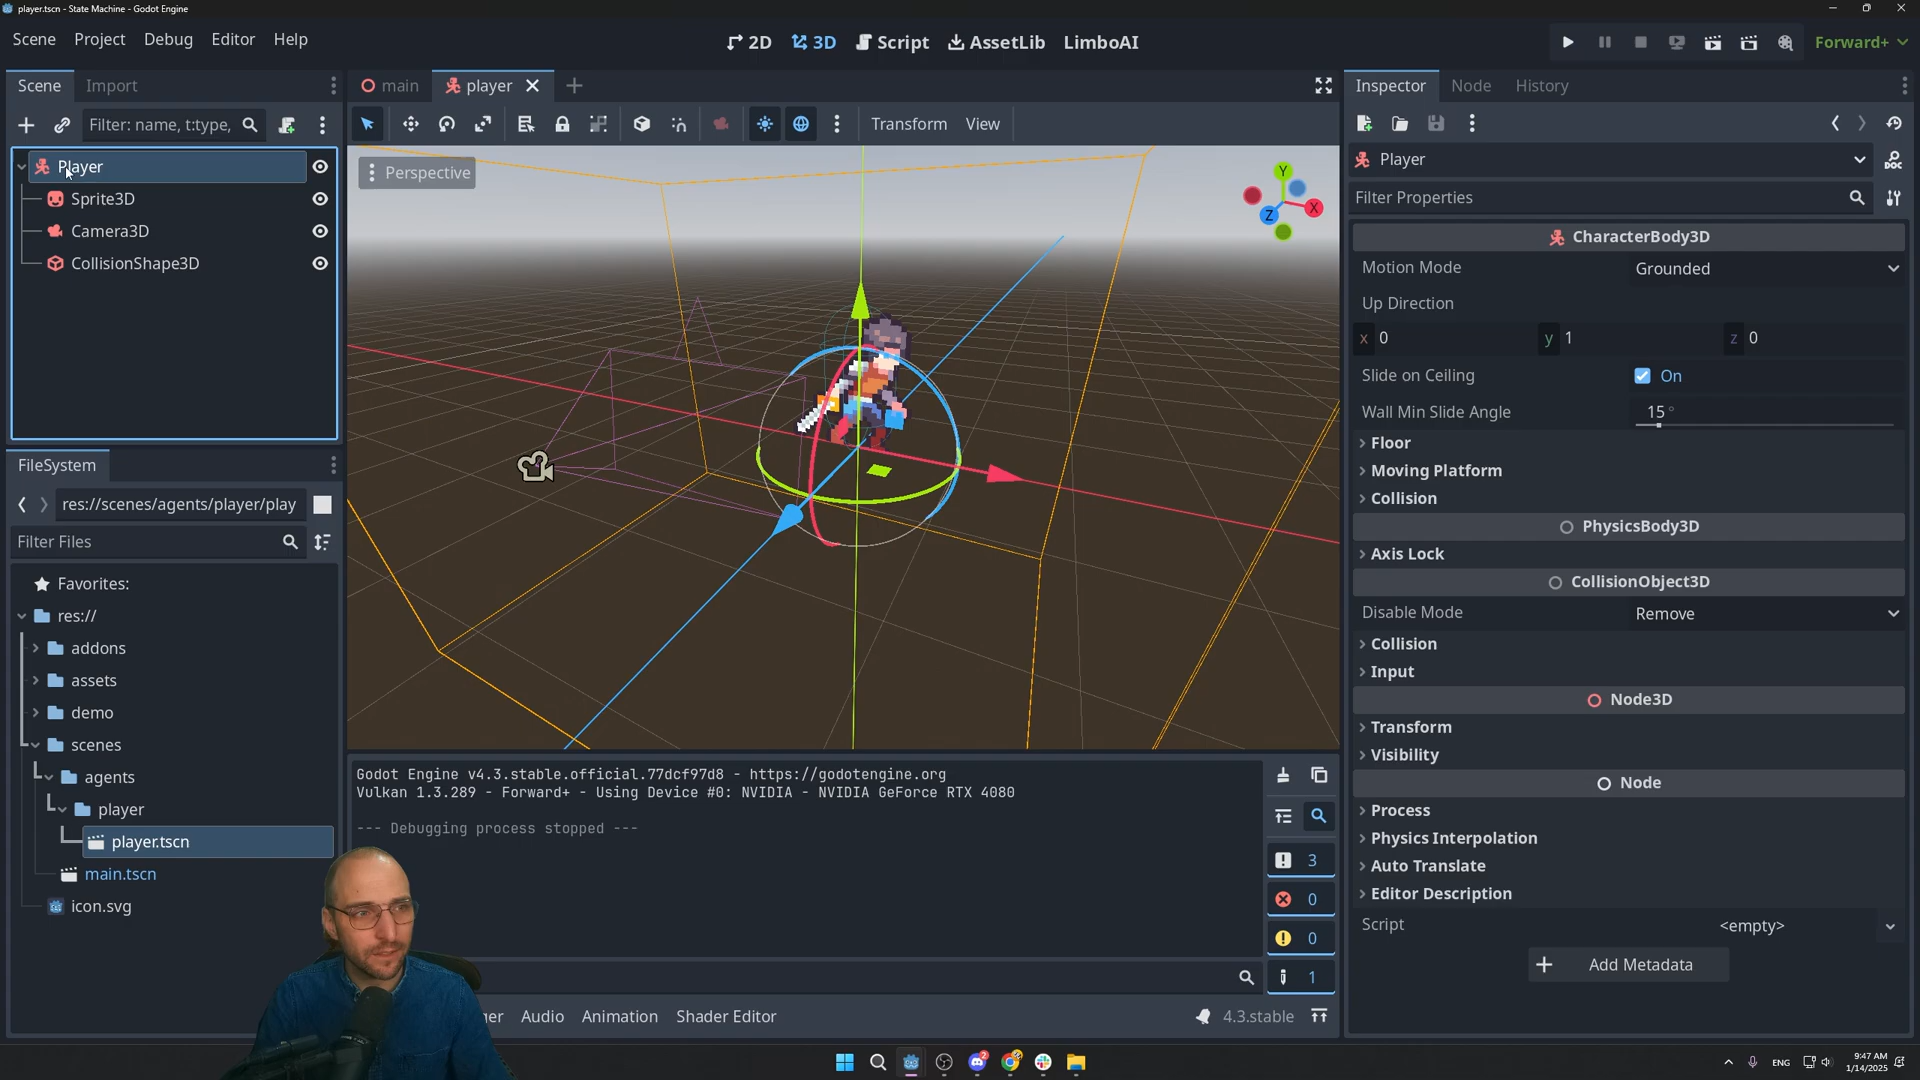 player.tscn - State Machine - Godot Engine
Scene Project Debug Editor Help
2D 3D Script AssetLib LimboAI
Forward+
Scene Import
Filter: name, t:type,
Player
Sprite3D
Camera3D
CollisionShape3D
FileSystem
res://scenes/agents/player/play
Filter Files
Favorites:
res://
addons
assets
demo
scenes
agents
player
player.tscn
main.tscn
icon.svg
main player
Transform View
Perspective
Y
X
Z
Godot Engine v4.3.stable.official.77dcf97d8 - https://godotengine.org
Vulkan 1.3.289 - Forward+ - Using Device #0: NVIDIA - NVIDIA GeForce RTX 4080
--- Debugging process stopped ---
3
0
0
1
ger Audio Animation Shader Editor
4.3.stable
Inspector Node History
Player
Filter Properties
CharacterBody3D
Motion Mode Grounded
Up Direction
x 0 y 1 z 0
Slide on Ceiling On
Wall Min Slide Angle 15 °
Floor
Moving Platform
Collision
PhysicsBody3D
Axis Lock
CollisionObject3D
Disable Mode Remove
Collision
Input
Node3D
Transform
Visibility
Node
Process
Physics Interpolation
Auto Translate
Editor Description
Script <empty>
Add Metadata
2
ENG
9:47 AM
1/14/2025